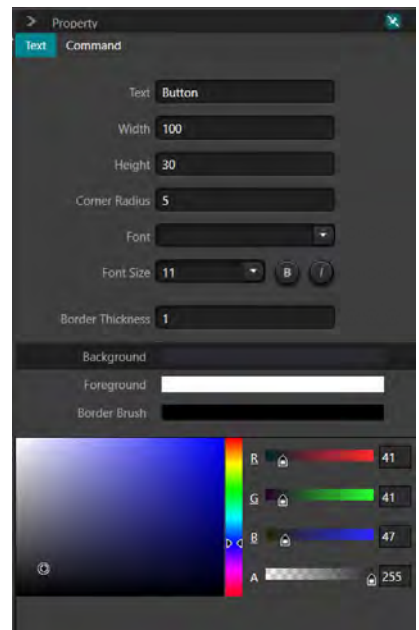 Property
Text Command
Text Button
Width 100
Height 30
Corner Radius 5
Font
Font Size 11 B I
Border Thickness 1
Background
Foreground
Border Brush
R 41
G 41
B 47
A 255